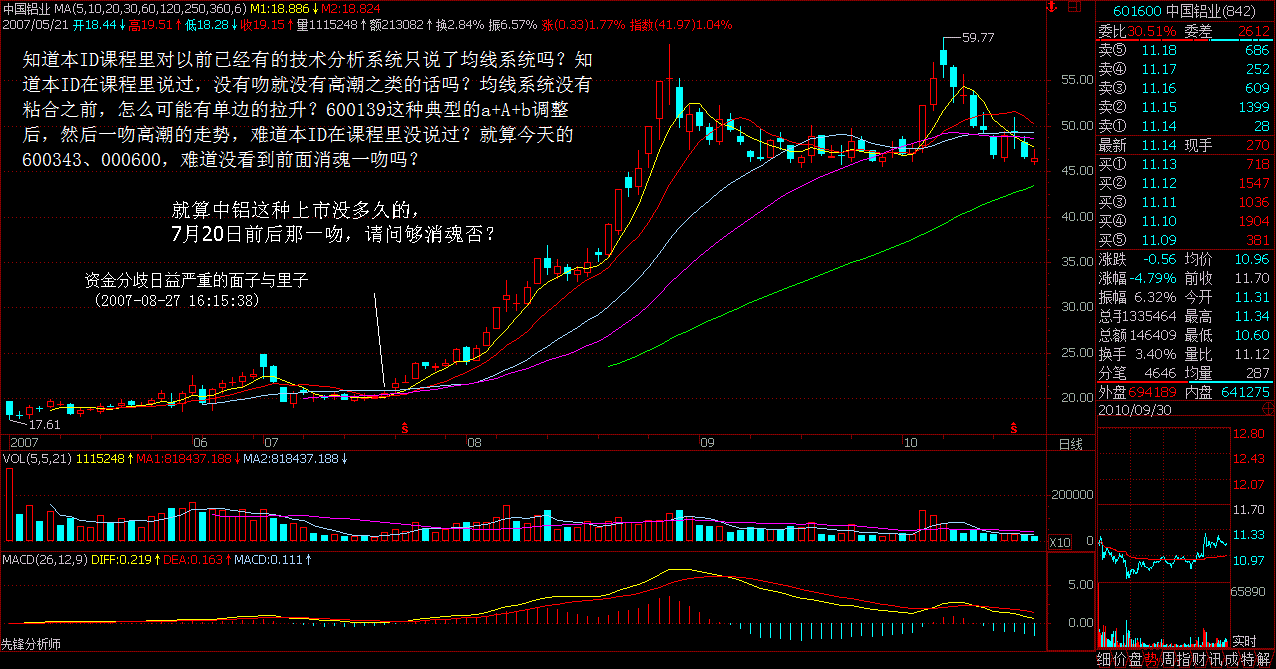 中国铝业 MA(5,10,20,30,60,120,250,360,6) M1:18.886↓ M2:18.824
2007/05/21 开18.44↓高19.51↑低18.28↓收19.15↑量1115248↑额213082↑换2.84% 振6.57% 涨(0.33)1.77% 指数(41.97)1.04%
知道本ID课程里对以前已经有的技术分析系统只说了均线系统吗？知
道本ID在课程里说过，没有吻就没有高潮之类的话吗？均线系统没有
粘合之前，怎么可能有单边的拉升？600139这种典型的a+A+b调整
后，然后一吻高潮的走势，难道本ID在课程里没说过？就算今天的
600343、000600，难道没看到前面消魂一吻吗？
就算中铝这种上市没多久的，
7月20日前后那一吻，请问够消魂否？
资金分歧日益严重的面子与里子
(2007-08-27 16:15:38)
59.77
17.61
55.00
50.00
45.00
40.00
35.00
30.00
25.00
20.00
2007 06 07 08 09 10 日线
VOL(5,5,21) 1115248↑MA1:818437.188↓MA2:818437.188↓
200000
X10 0
MACD(26,12,9) DIFF:0.219↑DEA:0.163↑MACD:0.111↑
5.00
0.00
先锋分析师
601600 中国铝业(842)
委比30.51% 委差 2612
卖⑤ 11.18 686
卖④ 11.17 252
卖③ 11.16 609
卖② 11.15 1399
卖① 11.14 28
最新 11.14 现手 270
买① 11.13 718
买② 11.12 1547
买③ 11.11 1036
买④ 11.10 1904
买⑤ 11.09 381
涨跌 -0.56 均价 10.96
涨幅-4.79% 前收 11.70
振幅 6.32% 今开 11.31
总手1335464 最高 11.34
总额146409 最低 10.60
换手 3.40% 量比 11.12
分笔 4646 均量 287
外盘694189 内盘 641275
2010/09/30
12.80
12.43
12.07
11.70
11.33
10.97
65890
实时
细价盘势周指财讯成特解